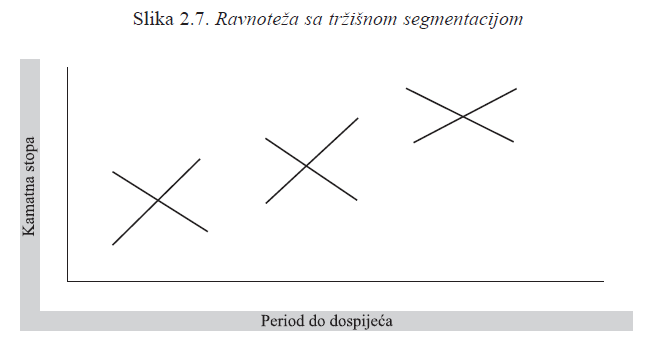 Slika 2.7. Ravnoteža sa tržišnom segmentacijom
Kamatna stopa
Period do dospijeća